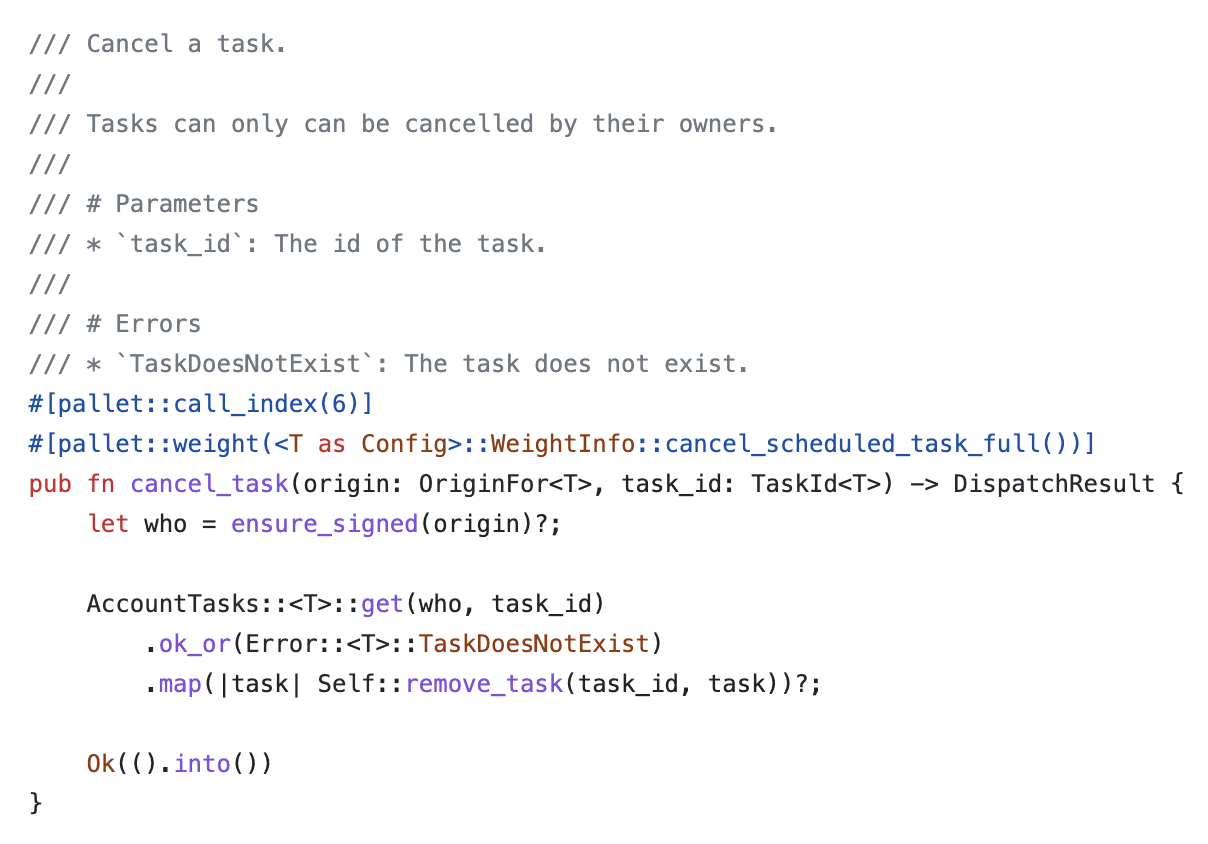 /// Cancel a task.
///
/// Tasks can only can be cancelled by their owners.
///
/// # Parameters
/// * `task_id`: The id of the task.
///
/// # Errors
/// * `TaskDoesNotExist`: The task does not exist.
#[pallet::call_index(6)]
#[pallet::weight(<T as Config>::WeightInfo::cancel_scheduled_task_full())]
pub fn cancel_task(origin: OriginFor<T>, task_id: TaskId<T>) -> DispatchResult {
    let who = ensure_signed(origin)?;

    AccountTasks::<T>::get(who, task_id)
        .ok_or(Error::<T>::TaskDoesNotExist)
        .map(|task| Self::remove_task(task_id, task))?;

    Ok(().into())
}